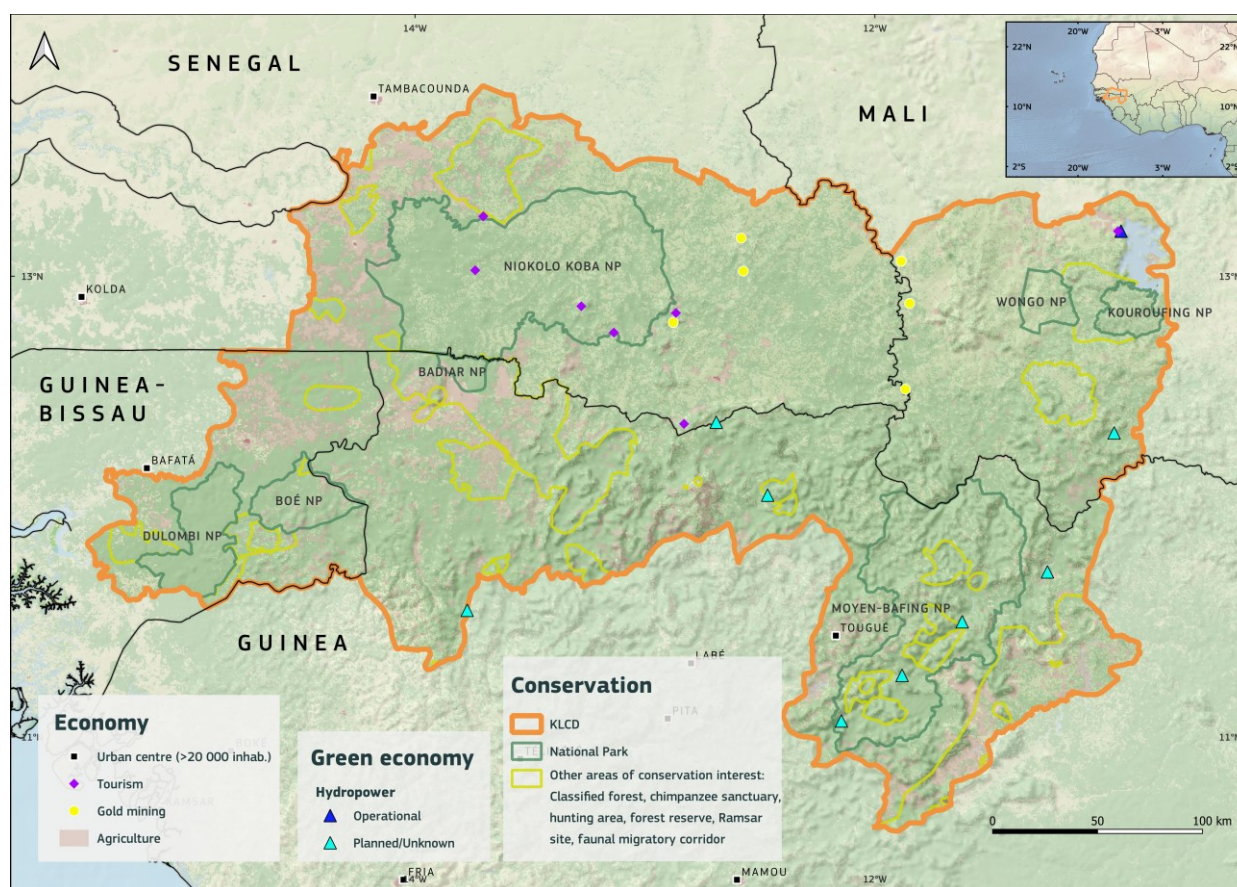 14°W
12°W
SENEGAL
TAMBACOUNDA
MALI
20°W
3°W
22°N
22°N
10°N
10°N
2°S
2°S
20°W
3°W
13°N
13°N
NIOKOLO KOBA NP
KOLDA
WONGO NP
KOUROUFING NP
GUINEA-
BISSAU
BADIAR NP
BAFATÁ
BOÉ NP
DULOMBI NP
MOYEN-BAFING NP
TOUGUÉ
GUINEA
LABÉ
PITA
BOKÉ
11°N
11°N
Economy
Urban centre (>20 000 inhab.)
Tourism
Gold mining
Agriculture
Green economy
Hydropower
Operational
Planned/Unknown
Conservation
KLCD
National Park
Other areas of conservation interest:
Classified forest, chimpanzee sanctuary,
hunting area, forest reserve, Ramsar
site, faunal migratory corridor
0
50
100 km
FRIA
14°W
MAMOU
12°W